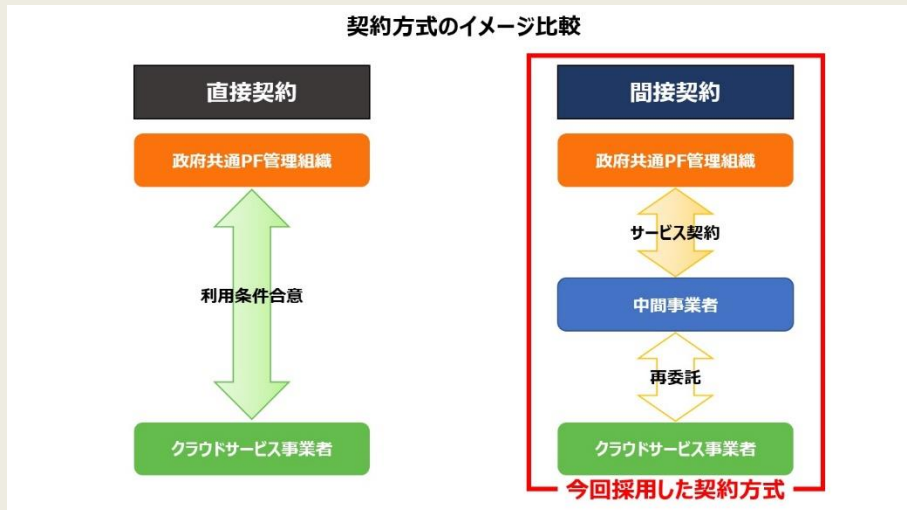 契約方式のイメージ比較
直接契約
政府共通PF管理組織
利用条件合意
クラウドサービス事業者
間接契約
政府共通PF管理組織
サービス契約
中間事業者
再委託
クラウドサービス事業者
今回採用した契約方式